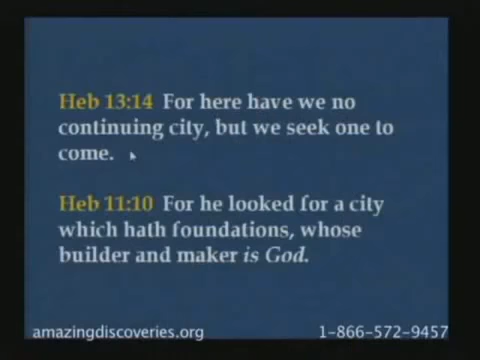 Heb 13:14 For here have we no
continuing city, but we seek one to
come.
Heb 11:10 For he looked for a city
which hath foundations, whose
builder and maker is God.
amazingdiscoveries.org 1-866-572-9457